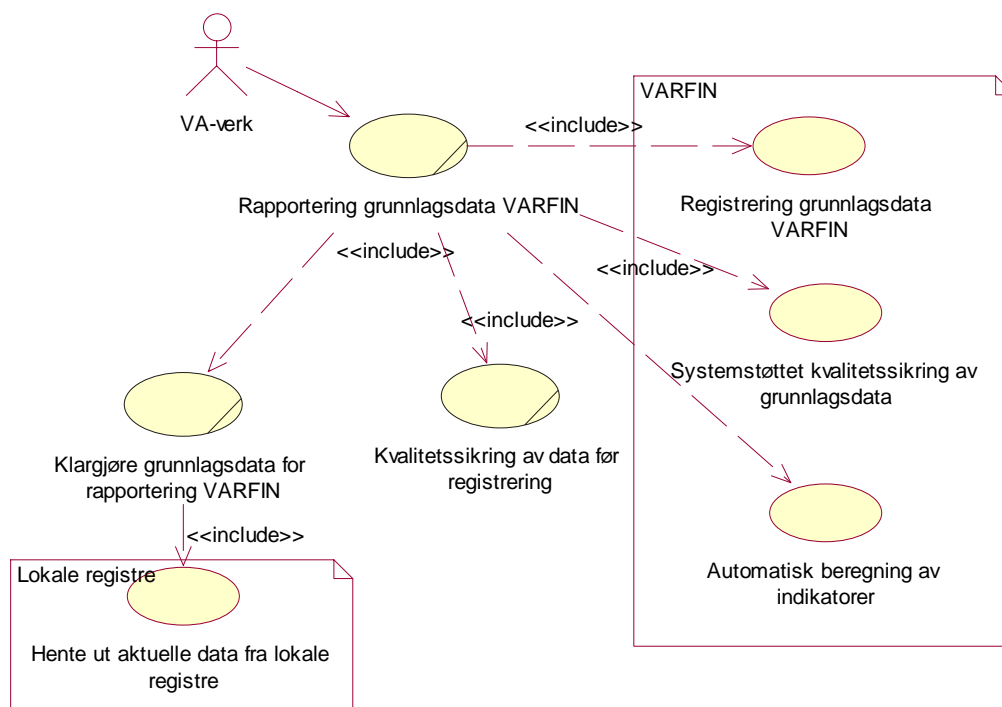 VARFIN
VA-verk
<<include>>
Rapportering grunnlagsdata VARFIN
Registrering grunnlagsdata
VARFIN
<<include>>
<<include>>
<<include>>
Systemstøttet kvalitetssikring av
grunnlagsdata
Klargjøre grunnlagsdata for
rapportering VARFIN
Kvalitetssikring av data før
registrering
<<include>>
Automatisk beregning av
indikatorer
Lokale registre
Hente ut aktuelle data fra lokale
registre